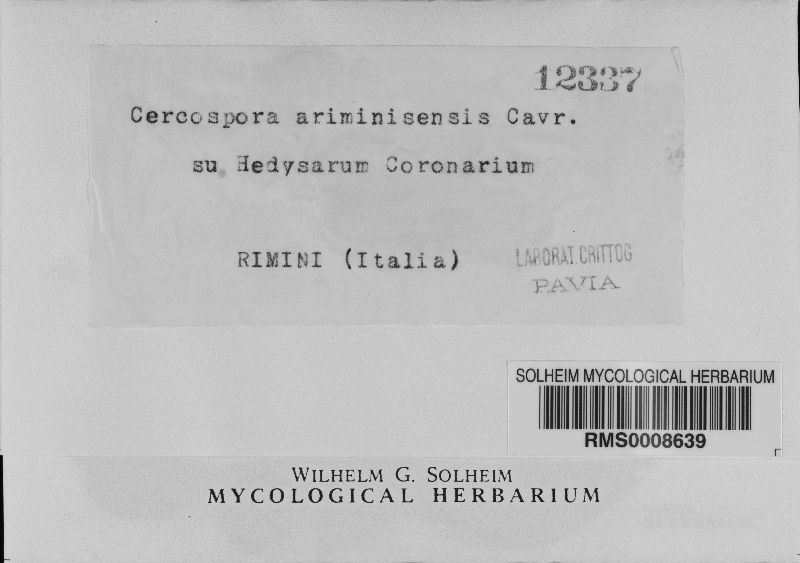 12337
Cercospora ariminisensis Cavr.
su Hedysarum Coronarium
RIMINI (Italia)
LABORAT. CRITTOG
PAVIA
SOLHEIM MYCOLOGICAL HERBARIUM
RMS0008639
WILHELM G. SOLHEIM
MYCOLOGICAL HERBARIUM